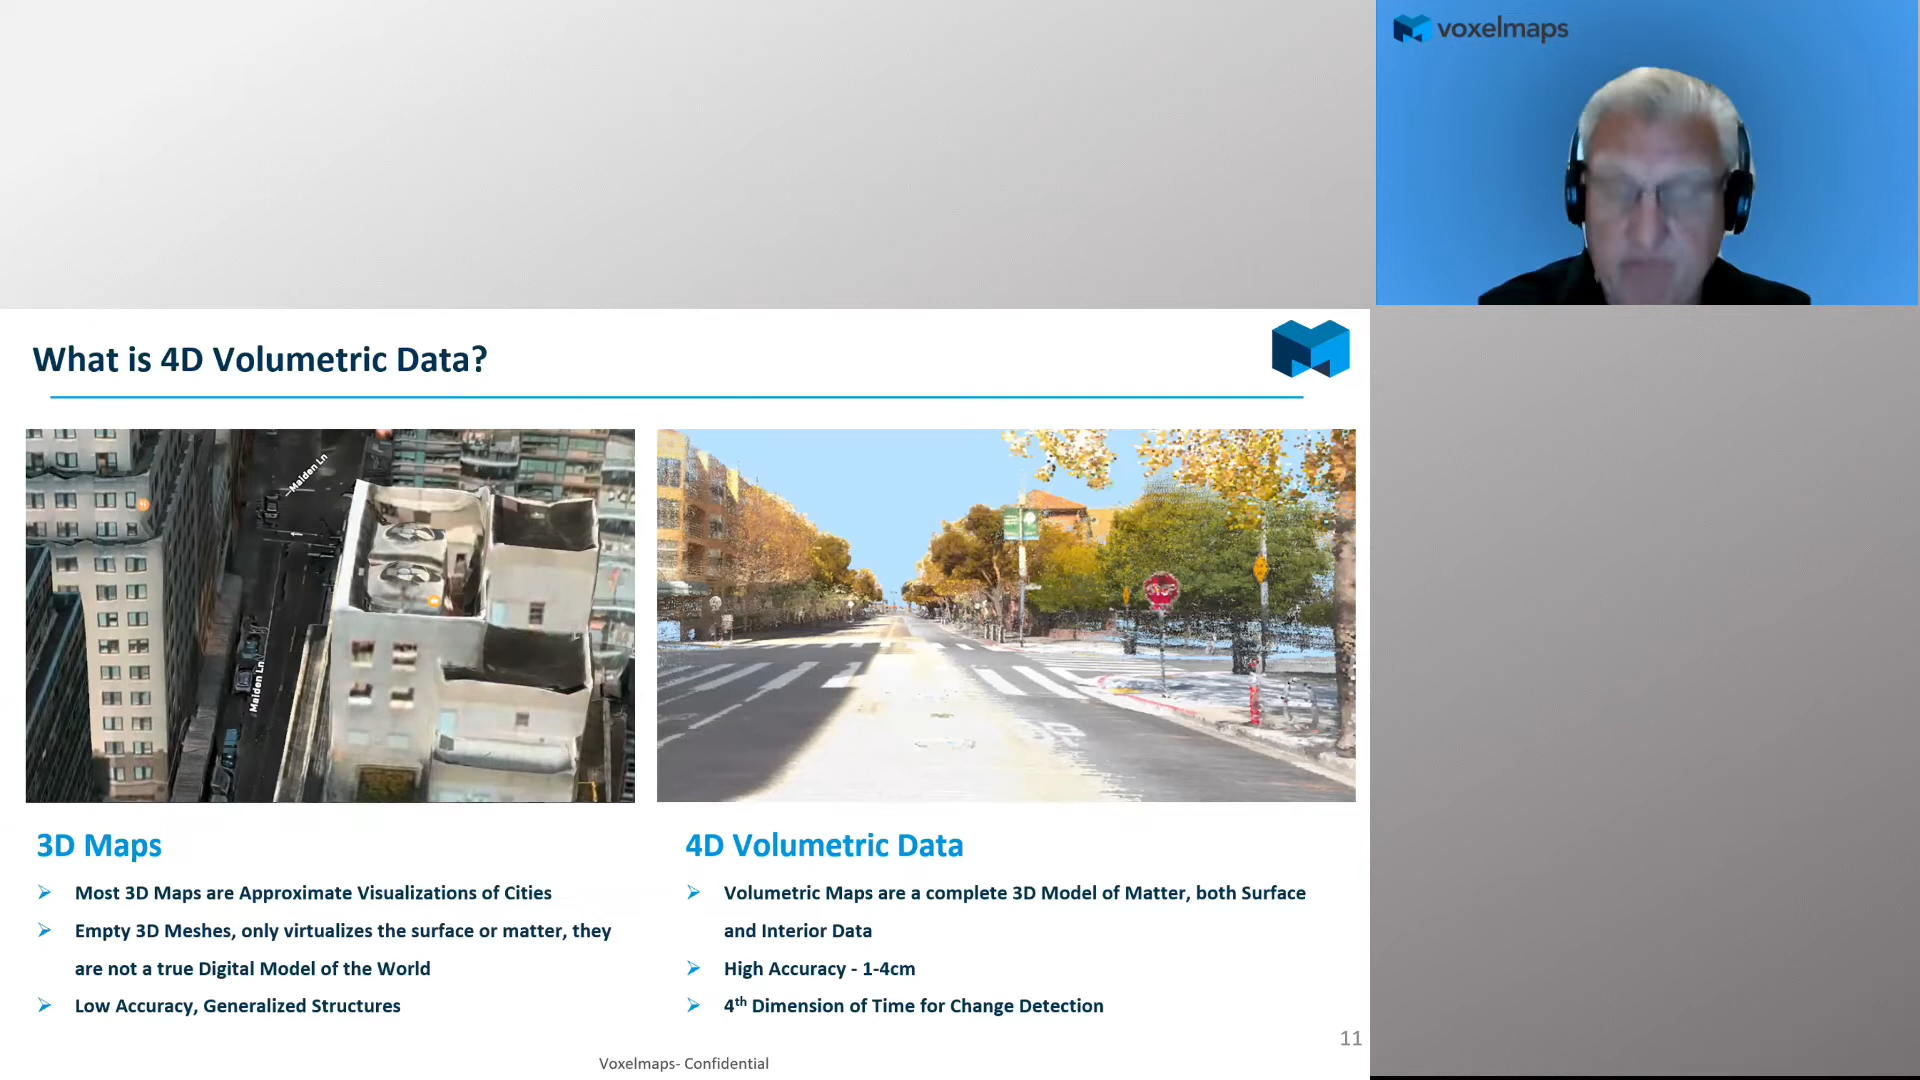 voxelmaps
What is 4D Volumetric Data?
Maiden Ln
Maiden Ln
3D Maps
Most 3D Maps are Approximate Visualizations of Cities
Empty 3D Meshes, only virtualizes the surface or matter, they
are not a true Digital Model of the World
Low Accuracy, Generalized Structures
4D Volumetric Data
Volumetric Maps are a complete 3D Model of Matter, both Surface
and Interior Data
High Accuracy - 1-4cm
4th Dimension of Time for Change Detection
11
Voxelmaps- Confidential